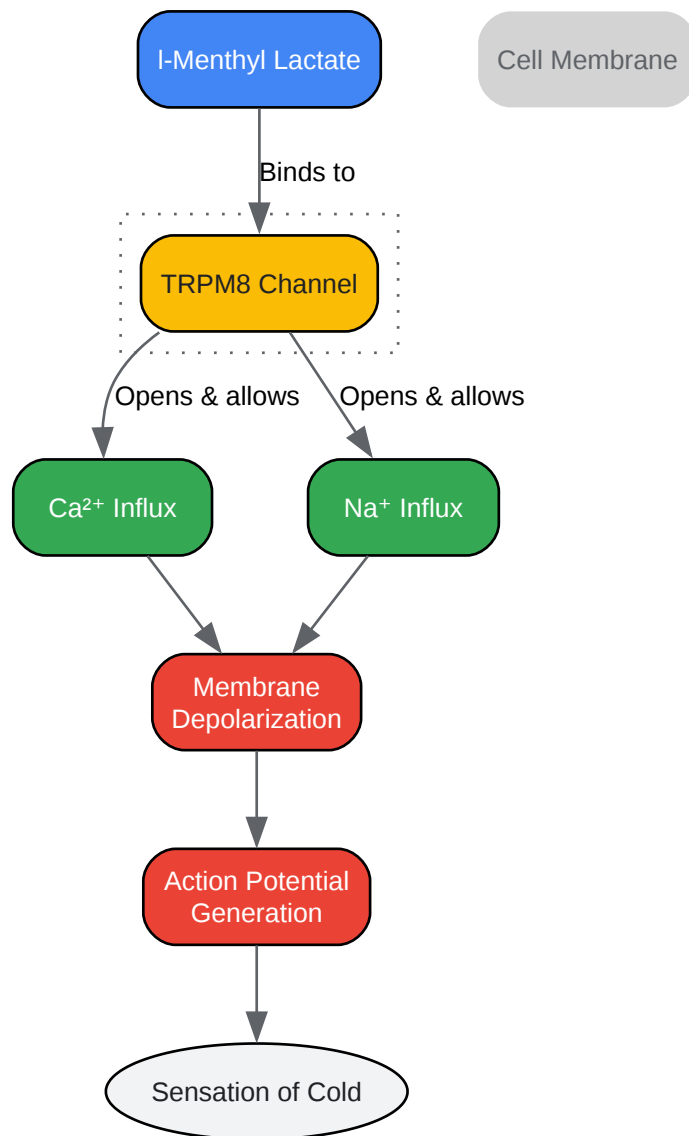 l-Menthyl Lactate
Cell Membrane
Binds to
TRPM8 Channel
Opens & allows
Opens & allows
Ca²⁺ Influx
Na⁺ Influx
Membrane
Depolarization
Action Potential
Generation
Sensation of Cold